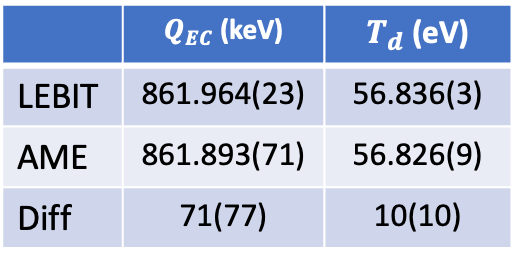 Q_EC (keV) T_d (eV)
LEBIT 861.964(23) 56.836(3)
AME 861.893(71) 56.826(9)
Diff 71(77) 10(10)